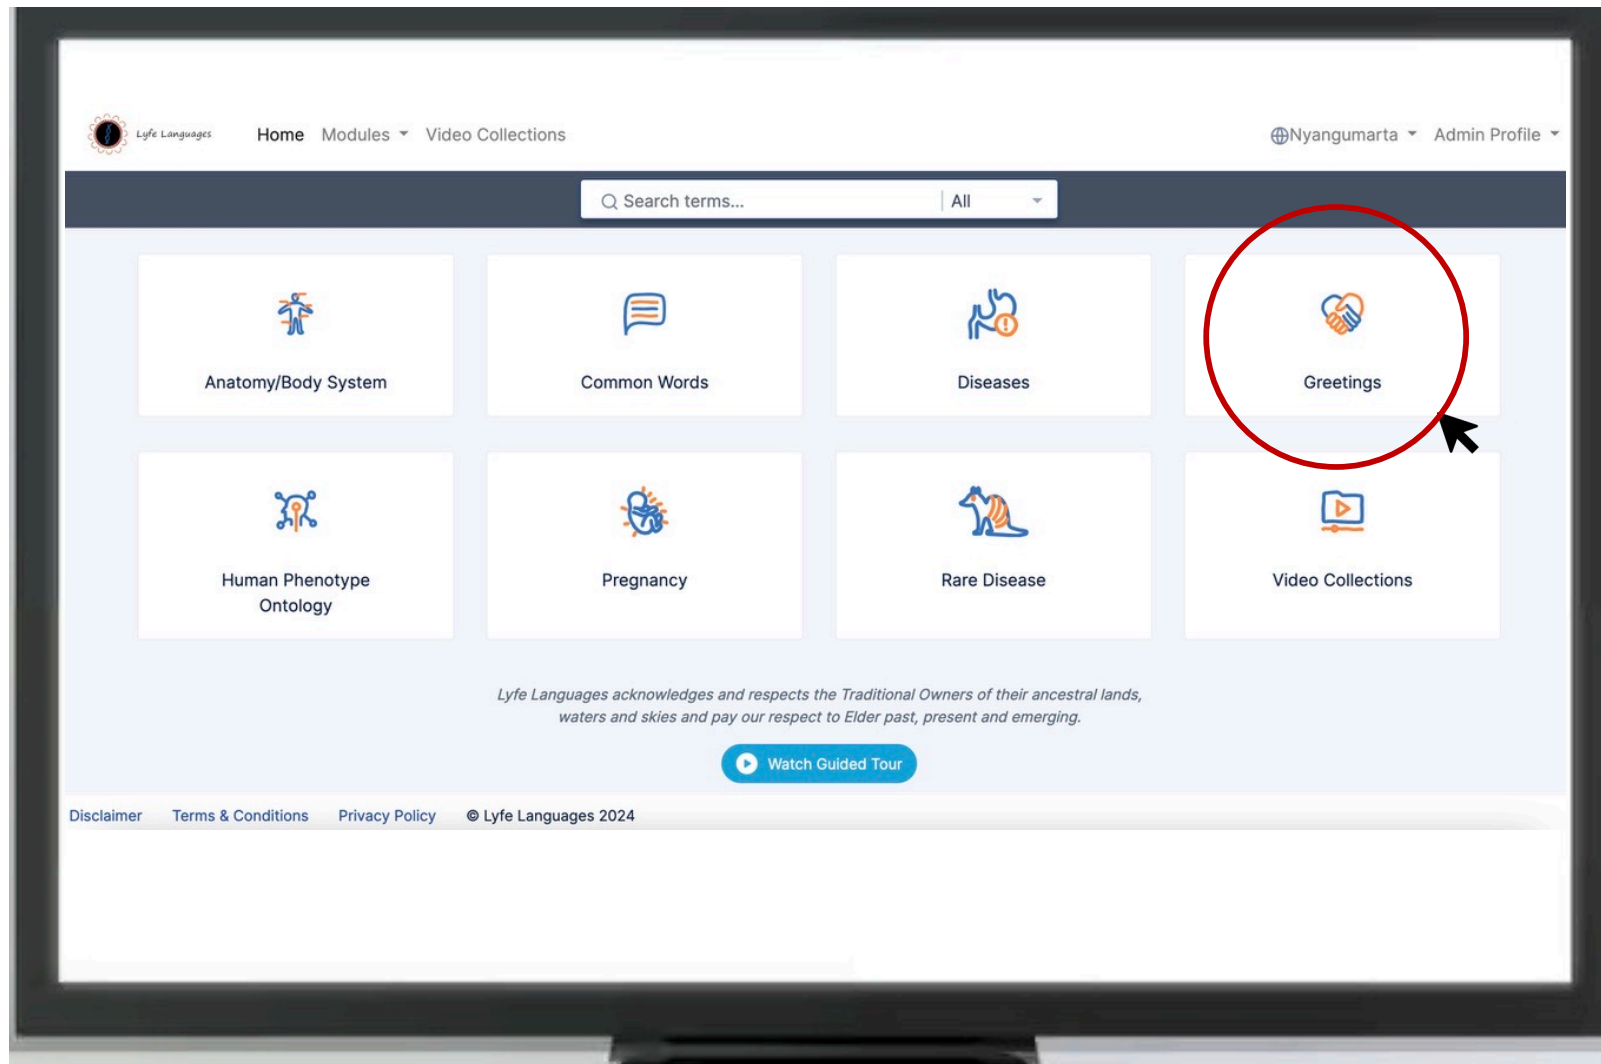 Lyfe Languages
Home Modules Video Collections
Nyangumarta Admin Profile
Search terms... All
Anatomy/Body System
Common Words
Diseases
Greetings
Human Phenotype
Ontology
Pregnancy
Rare Disease
Video Collections
Lyfe Languages acknowledges and respects the Traditional Owners of their ancestral lands,
waters and skies and pay our respect to Elder past, present and emerging.
Watch Guided Tour
Disclaimer Terms & Conditions Privacy Policy © Lyfe Languages 2024